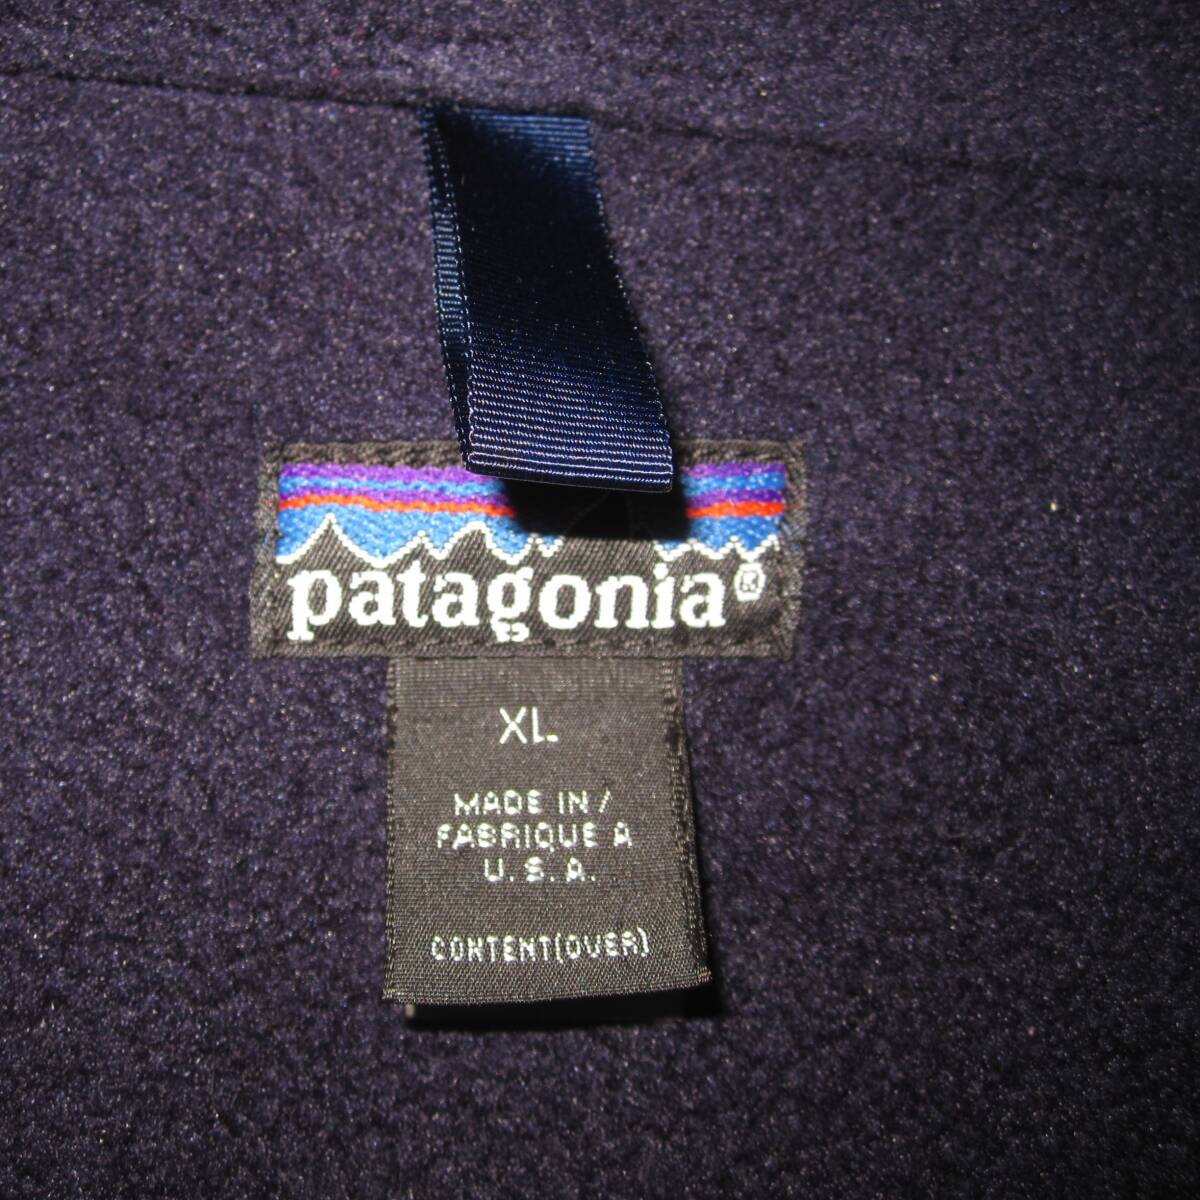 patagonia®
XL
MADE IN /
FABRIQUE A
U.S.A.
CONTENT(OVER)